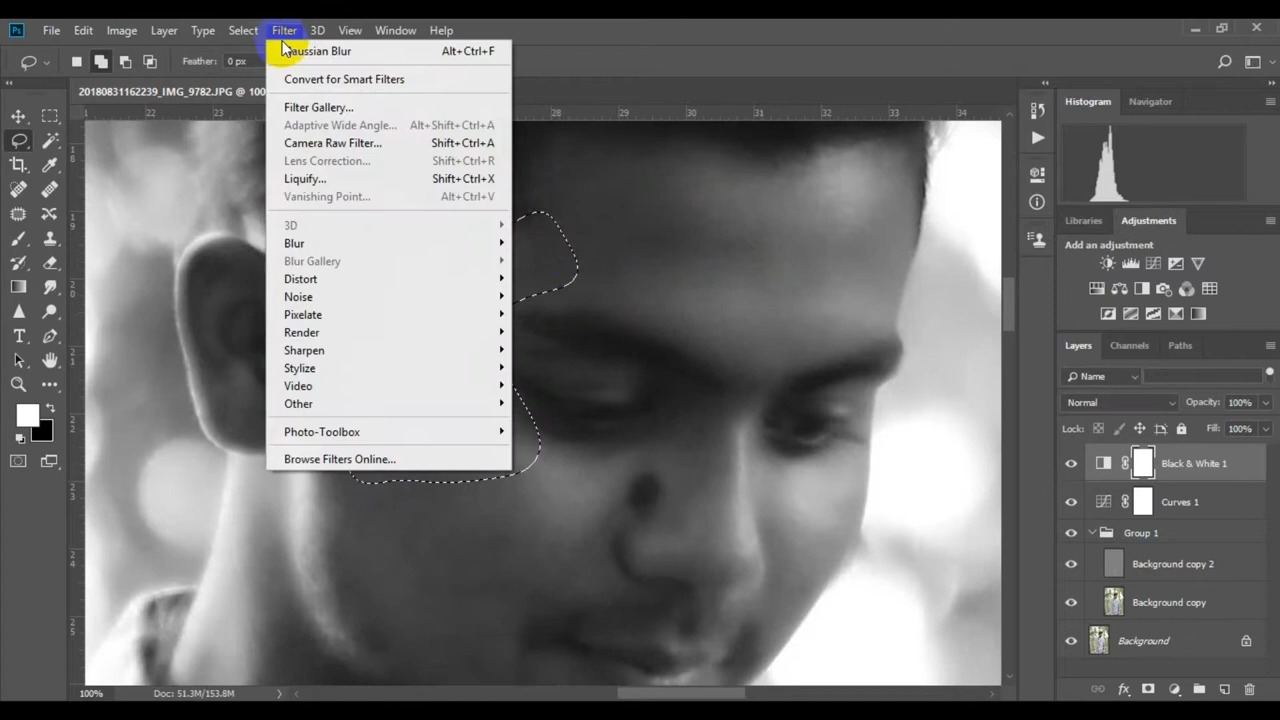 Ps File Edit Image Layer Type Select Filter 3D View Window Help
Feather: 0 px
20180831162239_IMG_9782.JPG @ 100
22 23 28 29 30 31 32 33 34
Gaussian Blur Alt+Ctrl+F
Convert for Smart Filters
Filter Gallery...
Adaptive Wide Angle... Alt+Shift+Ctrl+A
Camera Raw Filter... Shift+Ctrl+A
Lens Correction... Shift+Ctrl+R
Liquify... Shift+Ctrl+X
Vanishing Point... Alt+Ctrl+V
3D
Blur
Blur Gallery
Distort
Noise
Pixelate
Render
Sharpen
Stylize
Video
Other
Photo-Toolbox
Browse Filters Online...
Histogram Navigator
Libraries Adjustments
Add an adjustment
Layers Channels Paths
Name
Normal Opacity: 100%
Lock: Fill: 100%
Black & White 1
Curves 1
Group 1
Background copy 2
Background copy
Background
100% Doc: 51.3M/153.8M